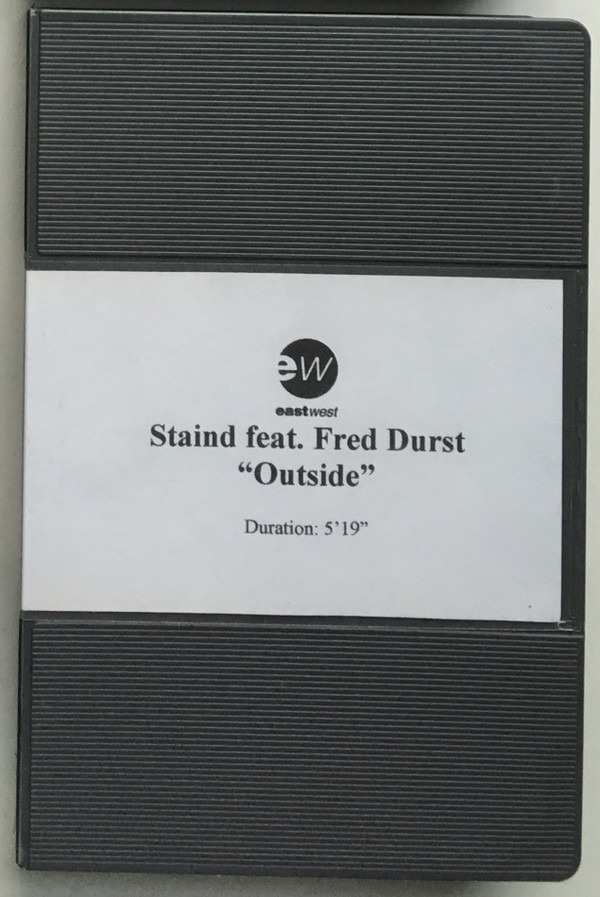 ew
eastwest
Staind feat. Fred Durst
“Outside”
Duration: 5’19”